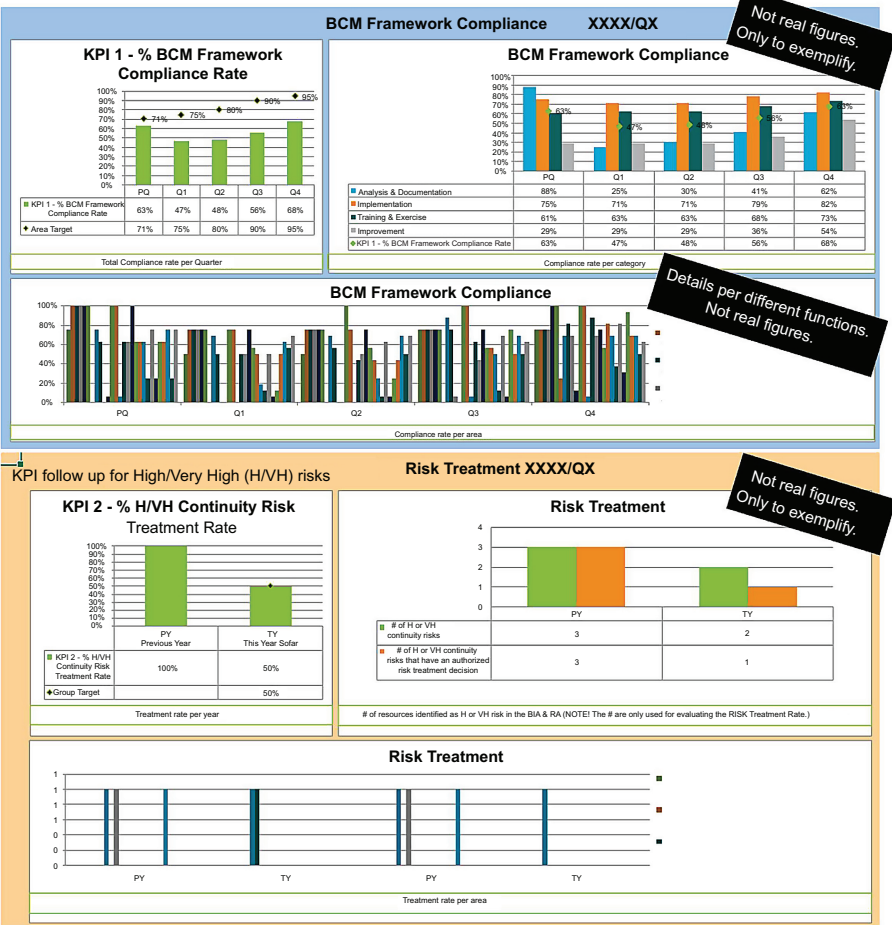 BCM Framework Compliance XXXX/QX
Not real figures.
Only to exemplify.
KPI 1 - % BCM Framework
Compliance Rate
100%
90%
80%
70%
60%
50%
40%
30%
20%
10%
0%
71%
75%
80%
90%
95%
PQ Q1 Q2 Q3 Q4
KPI 1 - % BCM Framework
Compliance Rate
63% 47% 48% 56% 68%
Area Target 71% 75% 80% 90% 95%
Total Compliance rate per Quarter
BCM Framework Compliance
100%
90%
80%
70%
60%
50%
40%
30%
20%
10%
0%
63%
47%
48%
56%
63%
PQ Q1 Q2 Q3 Q4
Analysis & Documentation 88% 25% 30% 41% 62%
Implementation 75% 71% 71% 79% 82%
Training & Exercise 61% 63% 63% 68% 73%
Improvement 29% 29% 29% 36% 54%
KPI 1 - % BCM Framework Compliance Rate 63% 47% 48% 56% 68%
Compliance rate per category
BCM Framework Compliance
Details per different functions.
Not real figures.
100%
80%
60%
40%
20%
0%
PQ Q1 Q2 Q3 Q4
Compliance rate per area
KPI follow up for High/Very High (H/VH) risks
Risk Treatment XXXX/QX
Not real figures.
Only to exemplify.
KPI 2 - % H/VH Continuity Risk
Treatment Rate
100%
90%
80%
70%
60%
50%
40%
30%
20%
10%
0%
PY TY
Previous Year This Year Sofar
KPI 2 - % H/VH
Continuity Risk
Treatment Rate
100% 50%
Group Target 50%
Treatment rate per year
Risk Treatment
4
3
2
1
0
PY TY
# of H or VH
continuity risks
3 2
# of H or VH continuity
risks that have an authorized
risk treatment decision
3 1
# of resources identified as H or VH risk in the BIA & RA (NOTE! The # are only used for evaluating the RISK Treatment Rate.)
Risk Treatment
1
1
1
1
0
0
0
PY TY PY TY
Treatment rate per area